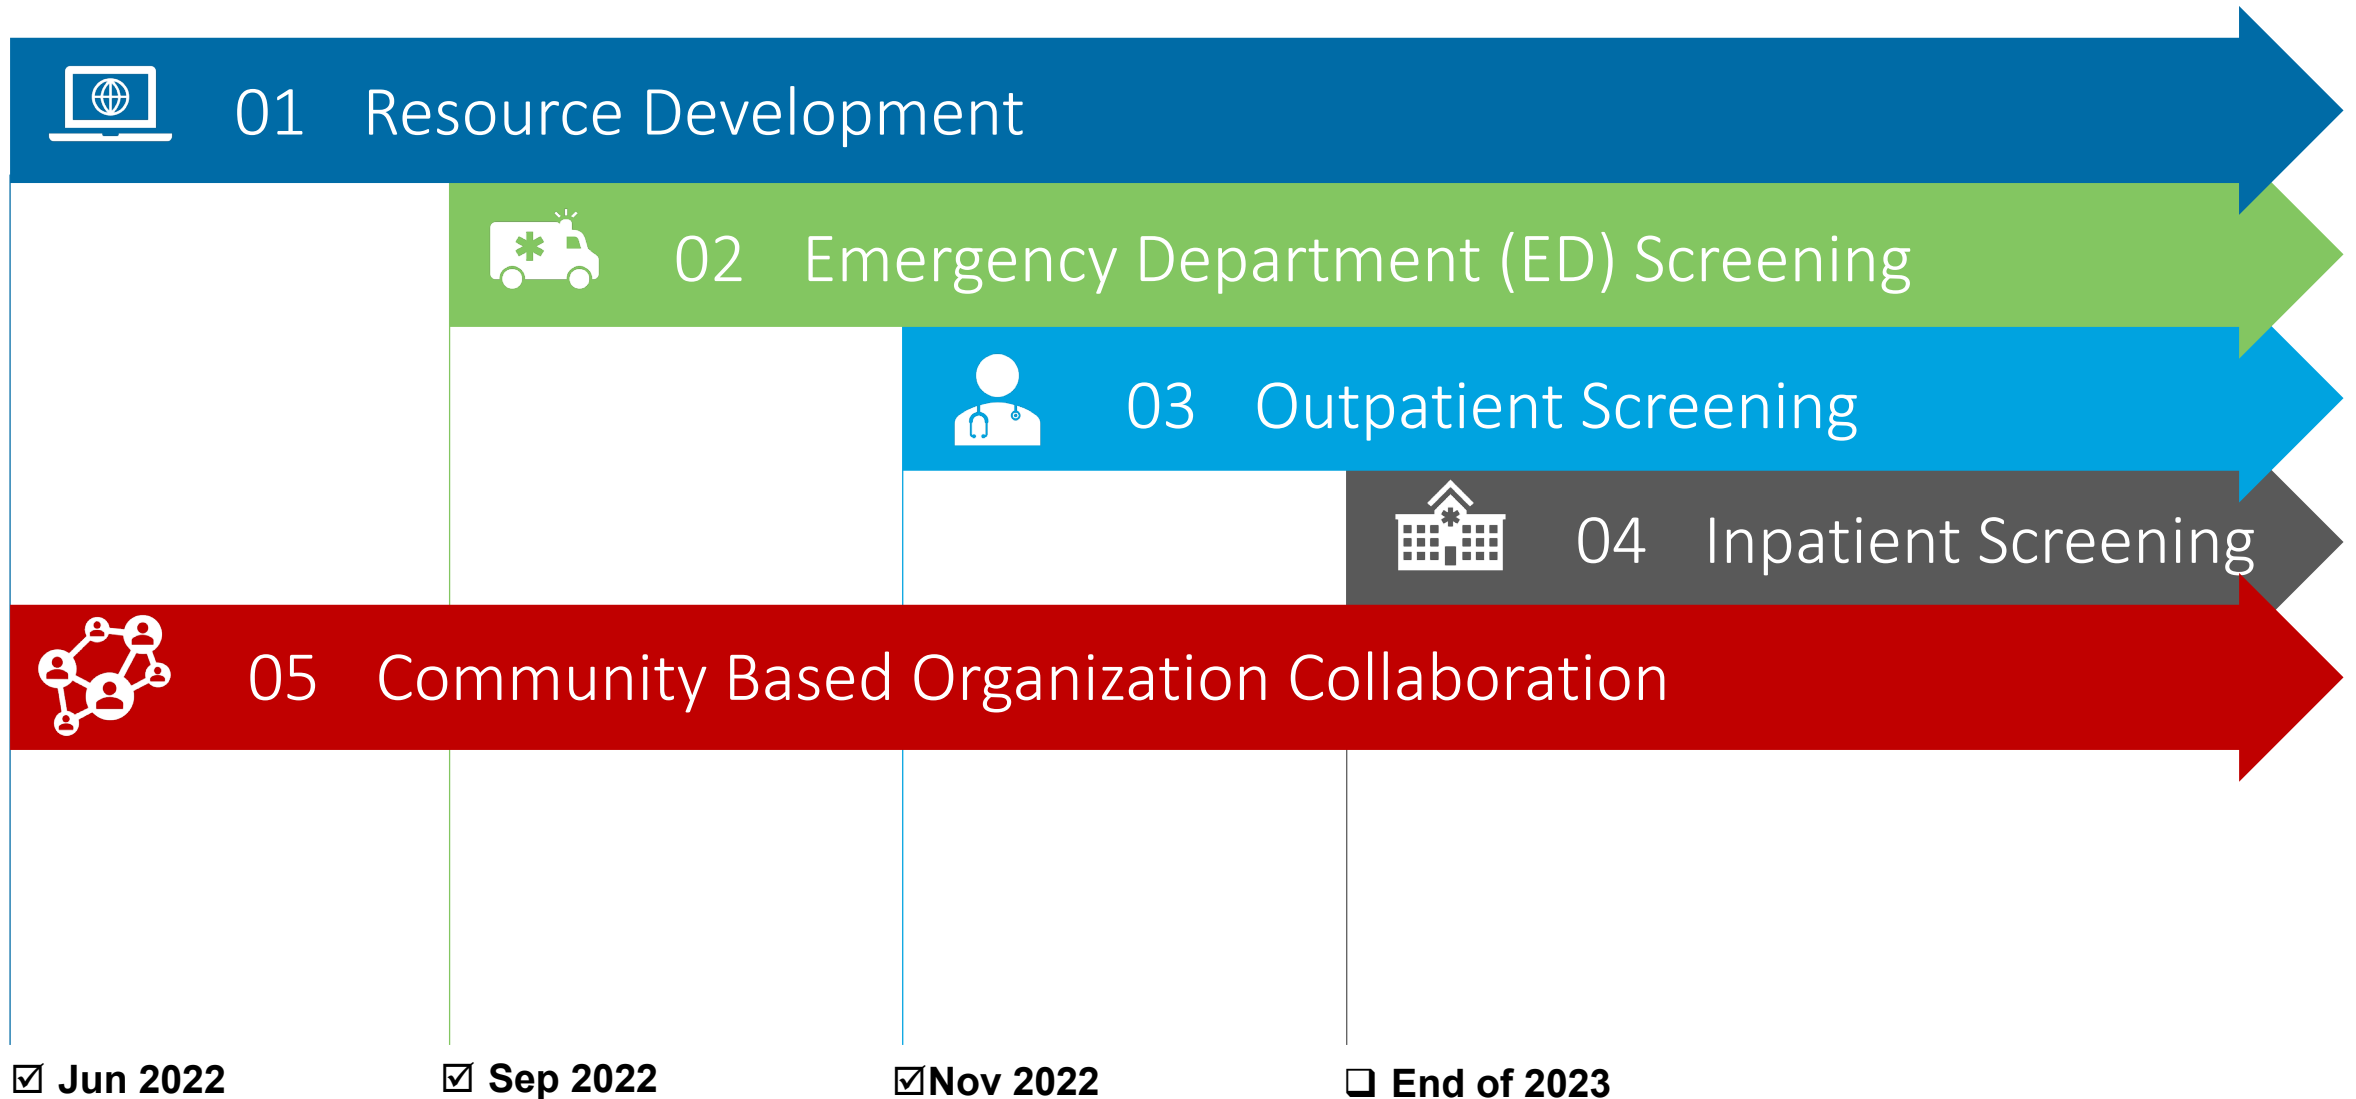 01 Resource Development
02 Emergency Department (ED) Screening
03 Outpatient Screening
04 Inpatient Screening
05 Community Based Organization Collaboration
☑ Jun 2022
☑ Sep 2022
☑Nov 2022
❑ End of 2023